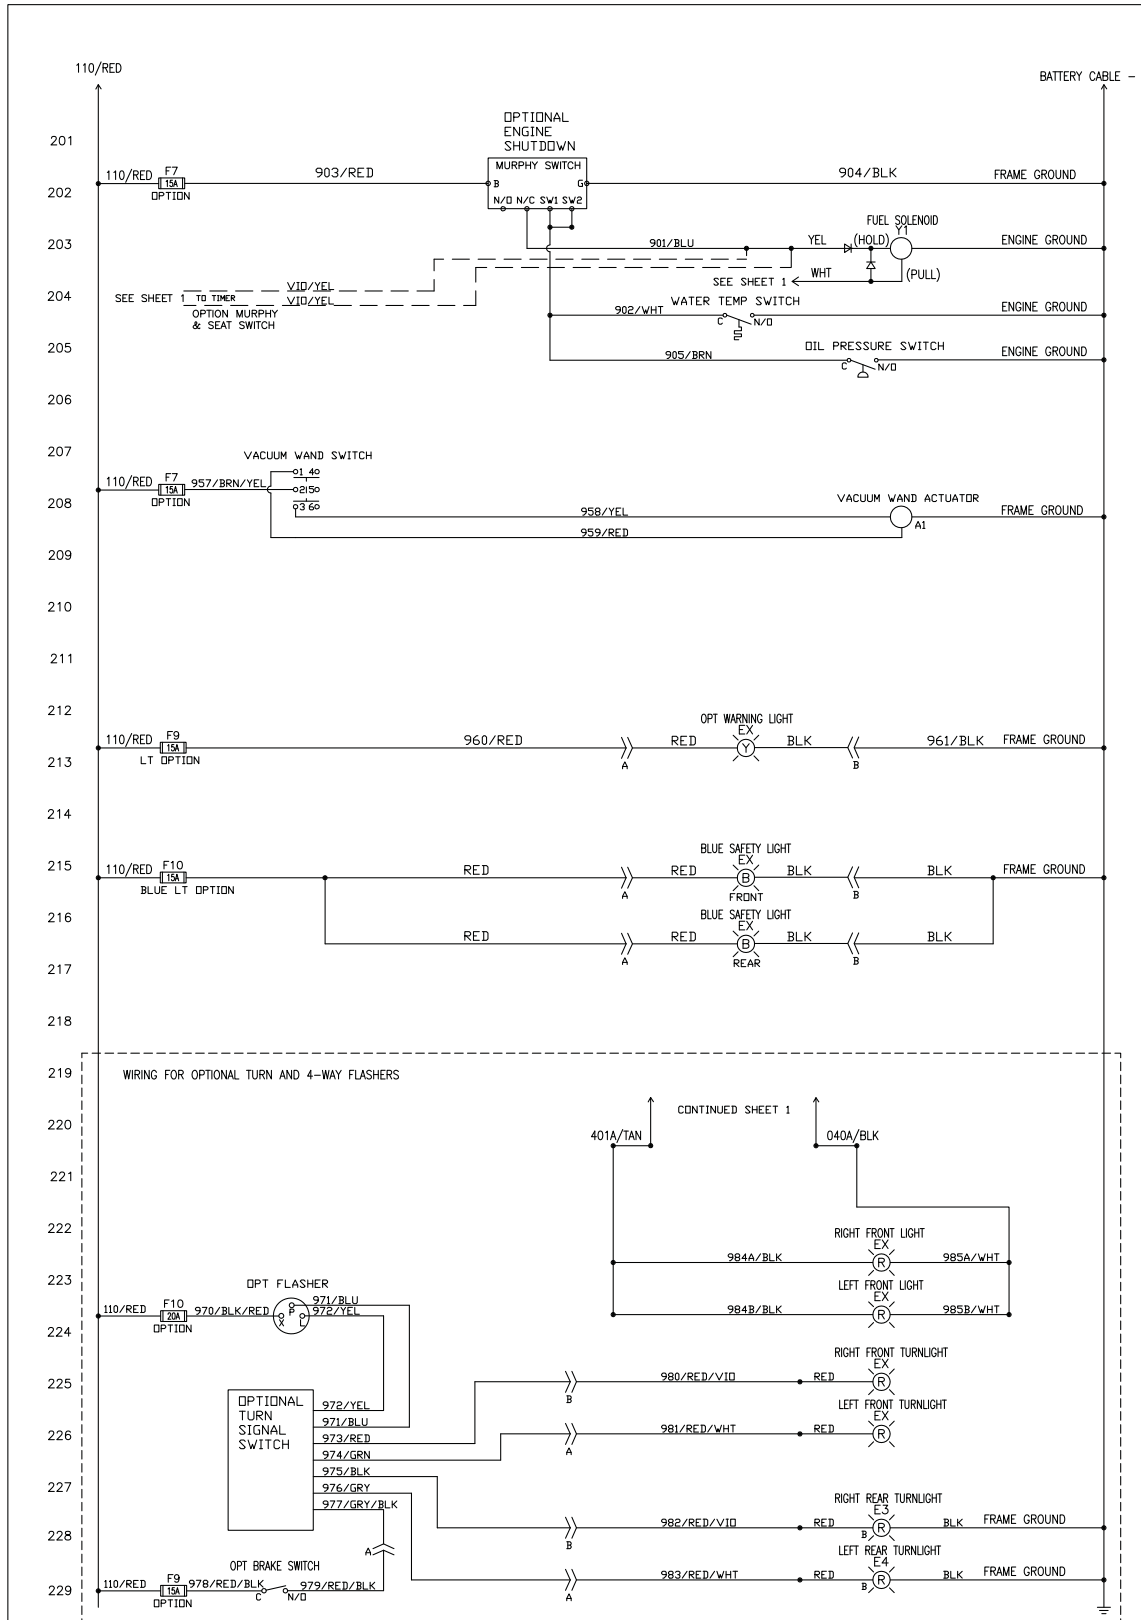 110/RED
BATTERY CABLE -
201
OPTIONAL
ENGINE
SHUTDOWN
MURPHY SWITCH
110/RED F7 903/RED B G 904/BLK FRAME GROUND
15A
OPTION
202
N/O N/C SW1 SW2
FUEL SOLENOID
Y1
203
901/BLU YEL (HOLD) ENGINE GROUND
WHT (PULL)
SEE SHEET 1
VIO/YEL
204
SEE SHEET 1 TO TIMER VIO/YEL
OPTION MURPHY
& SEAT SWITCH
WATER TEMP SWITCH
902/WHT C N/O ENGINE GROUND
205
OIL PRESSURE SWITCH
905/BRN C N/O ENGINE GROUND
206
207
VACUUM WAND SWITCH
1 4
110/RED F7 957/BRN/YEL 2 5
15A
OPTION
3 6
208
VACUUM WAND ACTUATOR
958/YEL A1 FRAME GROUND
959/RED
209
210
211
212
OPT WARNING LIGHT
EX
110/RED F9 960/RED RED Y BLK 961/BLK FRAME GROUND
15A
LT OPTION
A B
213
214
215
BLUE SAFETY LIGHT
EX
110/RED F10 RED RED B BLK BLK FRAME GROUND
15A
BLUE LT OPTION
A FRONT B
216
BLUE SAFETY LIGHT
EX
RED RED B BLK BLK
A REAR B
217
218
219
WIRING FOR OPTIONAL TURN AND 4-WAY FLASHERS
220
CONTINUED SHEET 1
401A/TAN 040A/BLK
221
222
RIGHT FRONT LIGHT
EX
984A/BLK R 985A/WHT
223
OPT FLASHER
LEFT FRONT LIGHT
EX
984B/BLK R 985B/WHT
971/BLU
110/RED F10 970/BLK/RED X P L 972/YEL
20A
OPTION
224
RIGHT FRONT TURNLIGHT
EX
225
B 980/RED/VIO RED R
OPTIONAL
TURN
SIGNAL
SWITCH
972/YEL
971/BLU
LEFT FRONT TURNLIGHT
EX
226
A 981/RED/WHT RED R
973/RED
974/GRN
975/BLK
227
976/GRY
977/GRY/BLK
RIGHT REAR TURNLIGHT
E3
B 982/RED/VIO RED B R BLK FRAME GROUND
228
A
OPT BRAKE SWITCH
LEFT REAR TURNLIGHT
E4
229
110/RED F9 978/RED/BLK C N/O 979/RED/BLK
15A
OPTION
A 983/RED/WHT RED B R BLK FRAME GROUND